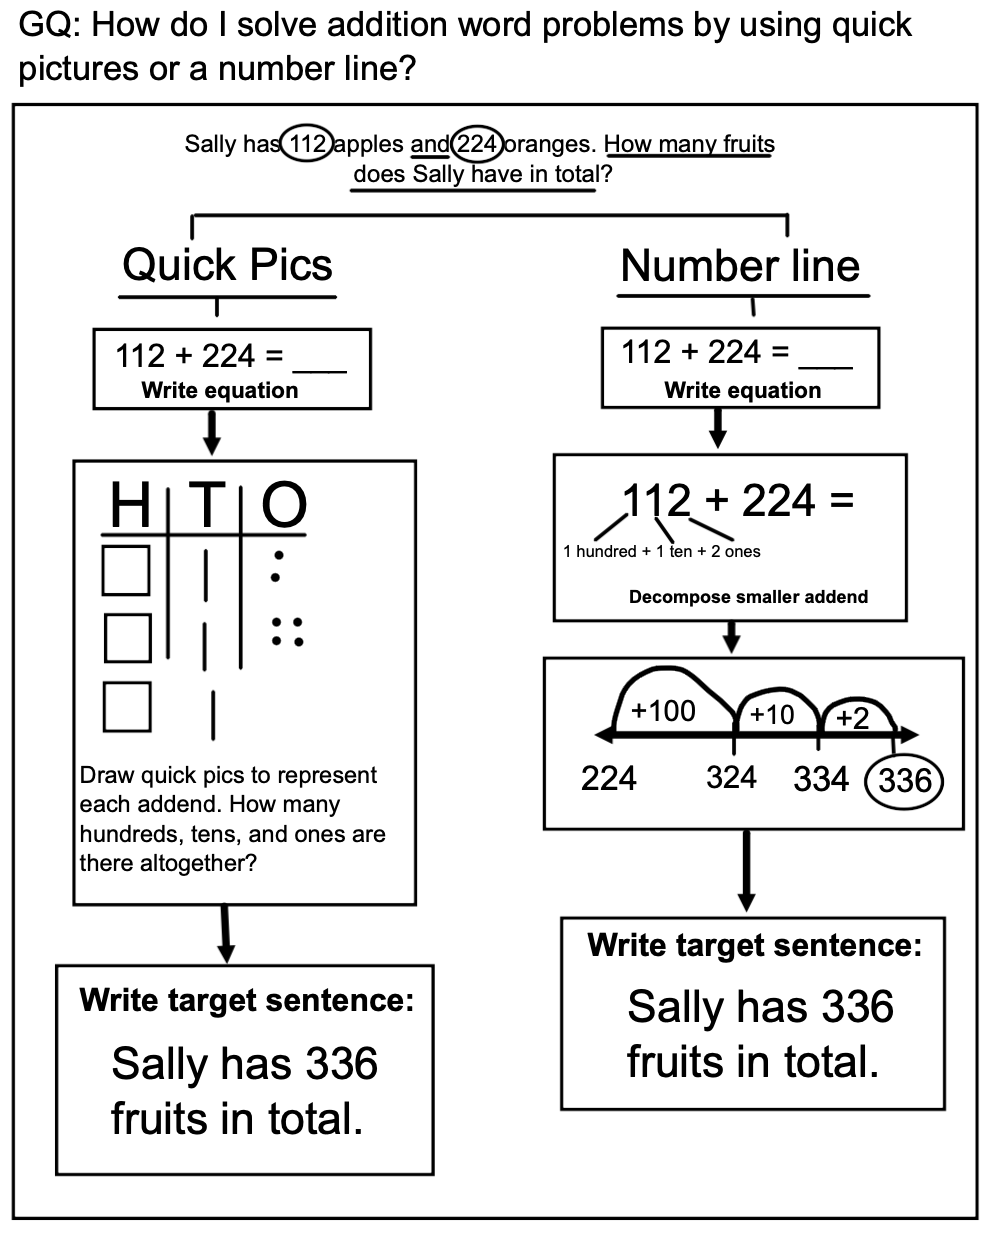 GQ: How do I solve addition word problems by using quick
pictures or a number line?
Sally has 112 apples and 224 oranges. How many fruits
does Sally have in total?
Quick Pics
112 + 224 = ___
Write equation
H T O
Draw quick pics to represent
each addend. How many
hundreds, tens, and ones are
there altogether?
Write target sentence:
Sally has 336
fruits in total.
Number line
112 + 224 = ___
Write equation
112 + 224 =
1 hundred + 1 ten + 2 ones
Decompose smaller addend
+100 +10 +2
224 324 334 336
Write target sentence:
Sally has 336
fruits in total.